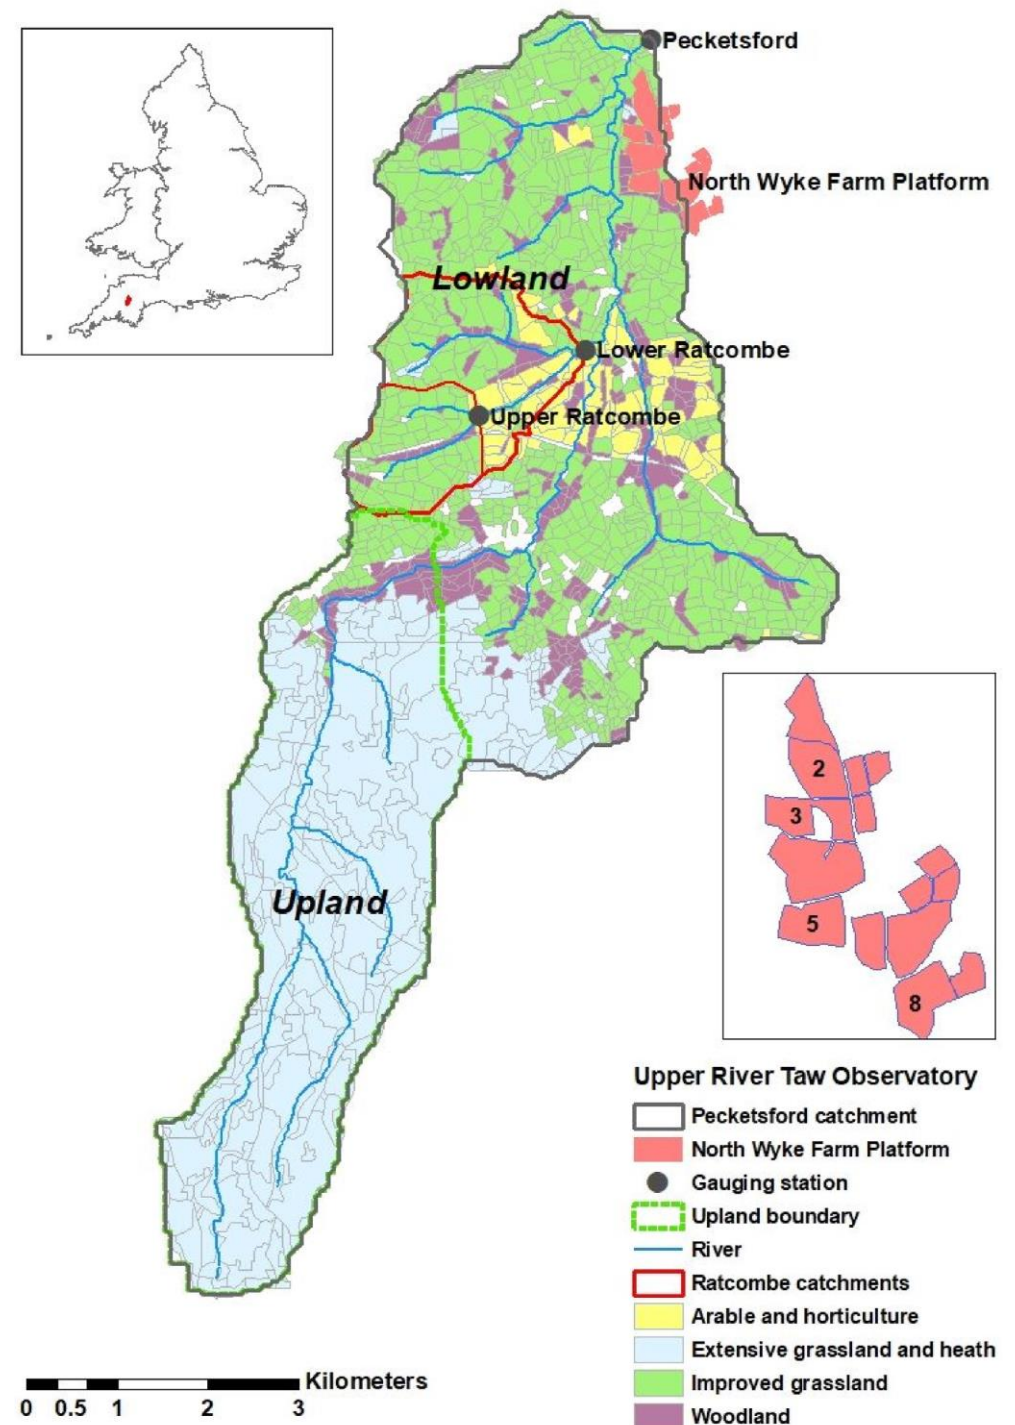 Pecketsford
North Wyke Farm Platform
Lowland
Lower Ratcombe
Upper Ratcombe
Upland
2
3
5
8
Upper River Taw Observatory
Pecketsford catchment
North Wyke Farm Platform
Gauging station
Upland boundary
River
Ratcombe catchments
Arable and horticulture
Extensive grassland and heath
Improved grassland
Woodland
Kilometers
0 0.5 1 2 3